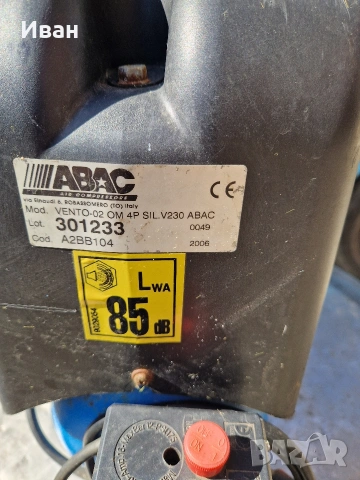 Иван
ABAC
AIR COMPRESSORS
via Rinaudi 6, ROBASSOMERO (TO) Italy
Mod. VENTO-02 OM 4P SIL.V230 ABAC
Lot. 301233 0049
Cod. A2BB104 2006
CE
LWA
85 dB
BAZAR